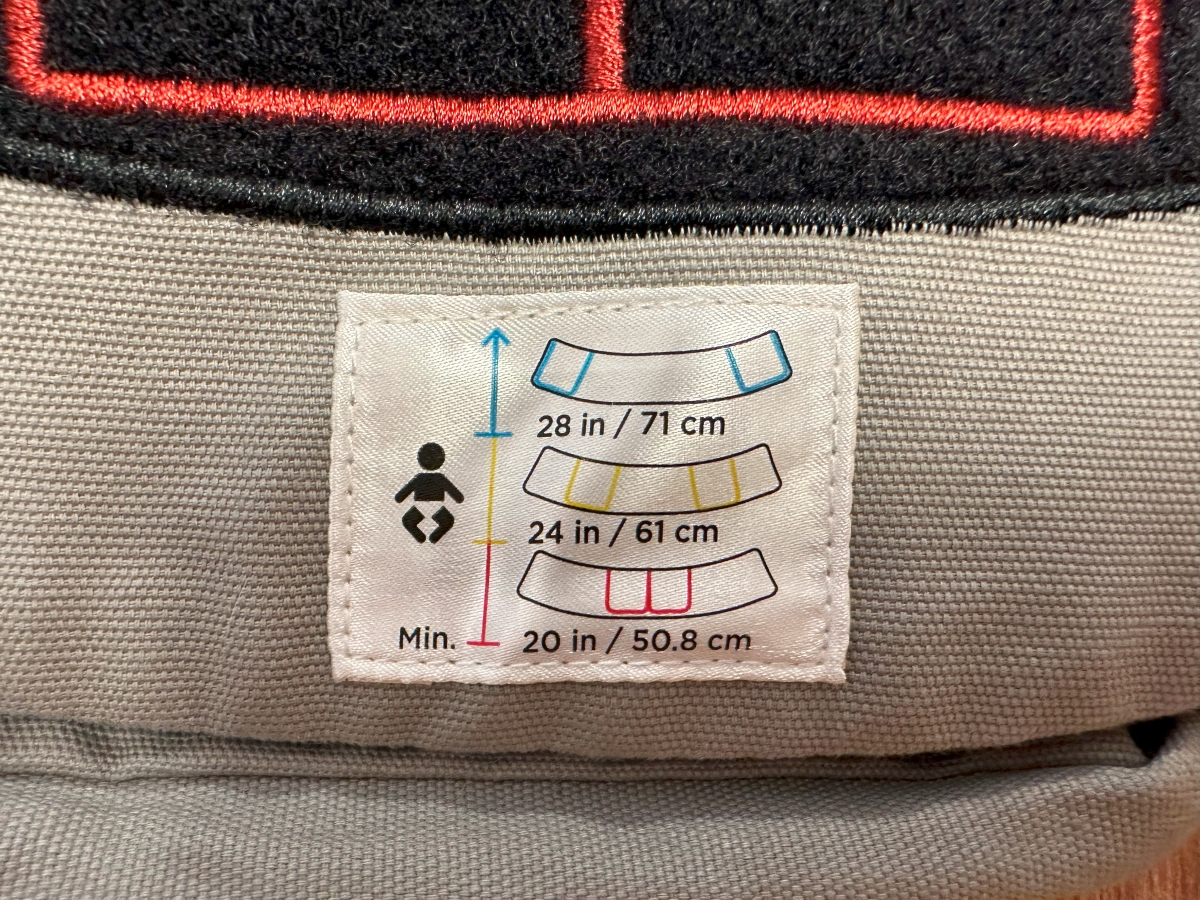 28 in / 71 cm
24 in / 61 cm
Min. 20 in / 50.8 cm